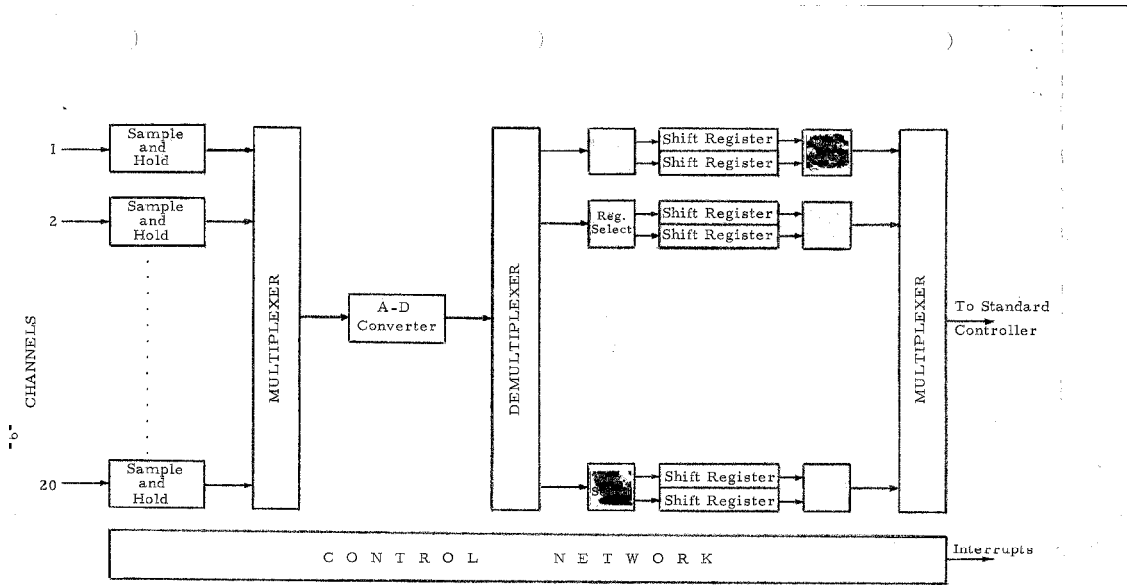 1
Sample
and
Hold
2
Sample
and
Hold
20
Sample
and
Hold
CHANNELS
MULTIPLEXER
A-D
Converter
DEMULTIPLEXER
Shift Register
Shift Register
Reg.
Select
Shift Register
Shift Register
Shift Register
Shift Register
MULTIPLEXER
To Standard
Controller
CONTROL NETWORK
Interrupts